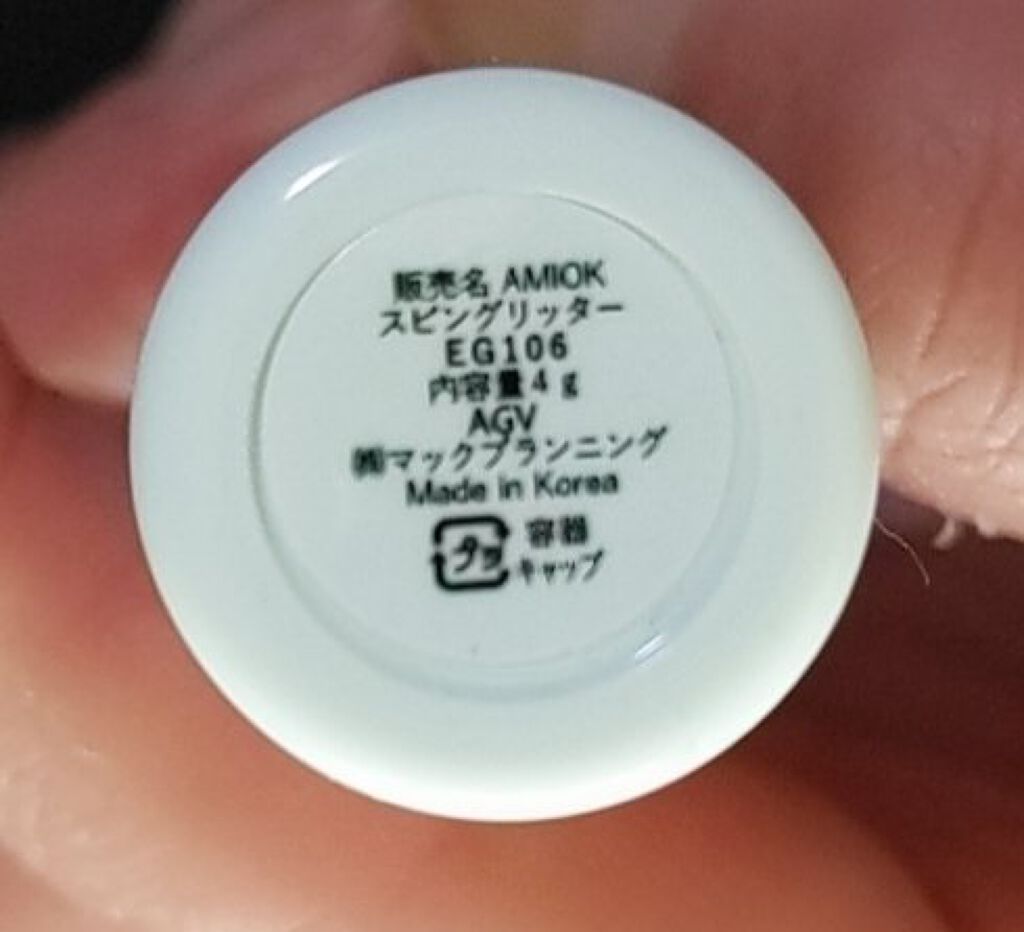 販売名 AMIOK
スピングリッター
EG106
内容量4g
AGV
㈱マックプランニング
Made in Korea
プラ 容器
キャップ